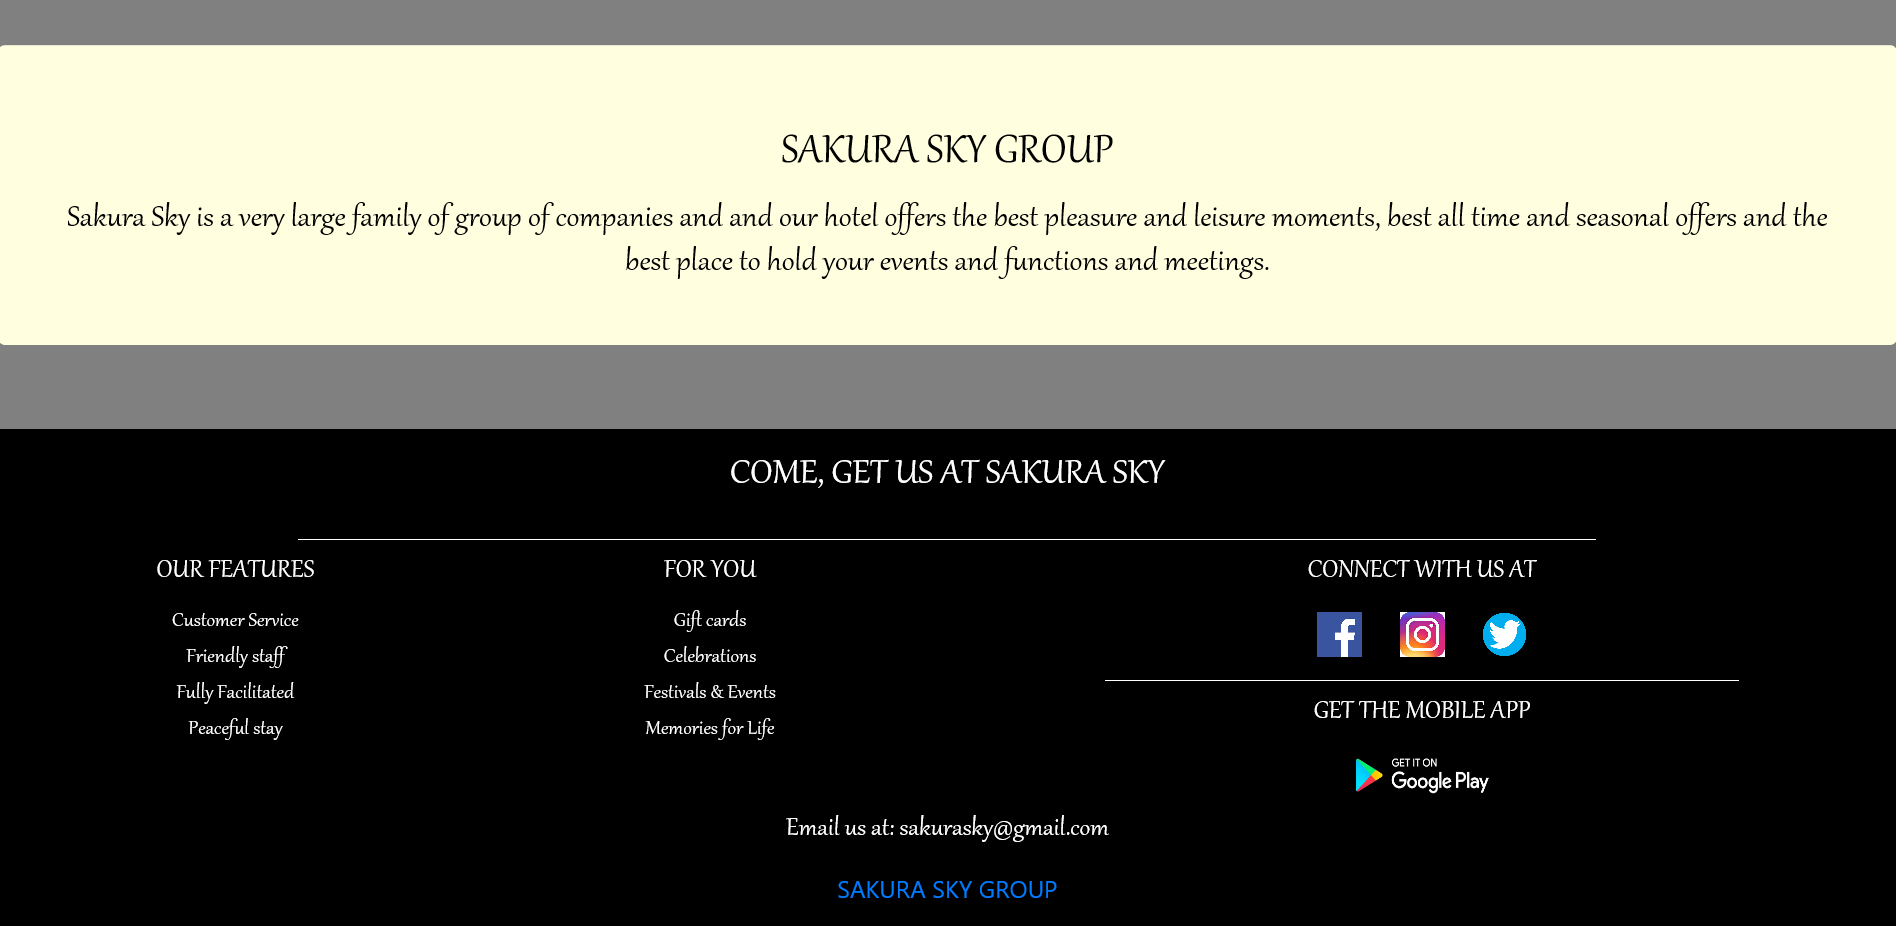 SAKURA SKY GROUP
Sakura Sky is a very large family of group of companies and and our hotel offers the best pleasure and leisure moments, best all time and seasonal offers and the
best place to hold your events and functions and meetings.
COME, GET US AT SAKURA SKY
OUR FEATURES
Customer Service
Friendly staff
Fully Facilitated
Peaceful stay
FOR YOU
Gift cards
Celebrations
Festivals & Events
Memories for Life
CONNECT WITH US AT
GET THE MOBILE APP
GET IT ON
Google Play
Email us at: sakurasky@gmail.com
SAKURA SKY GROUP